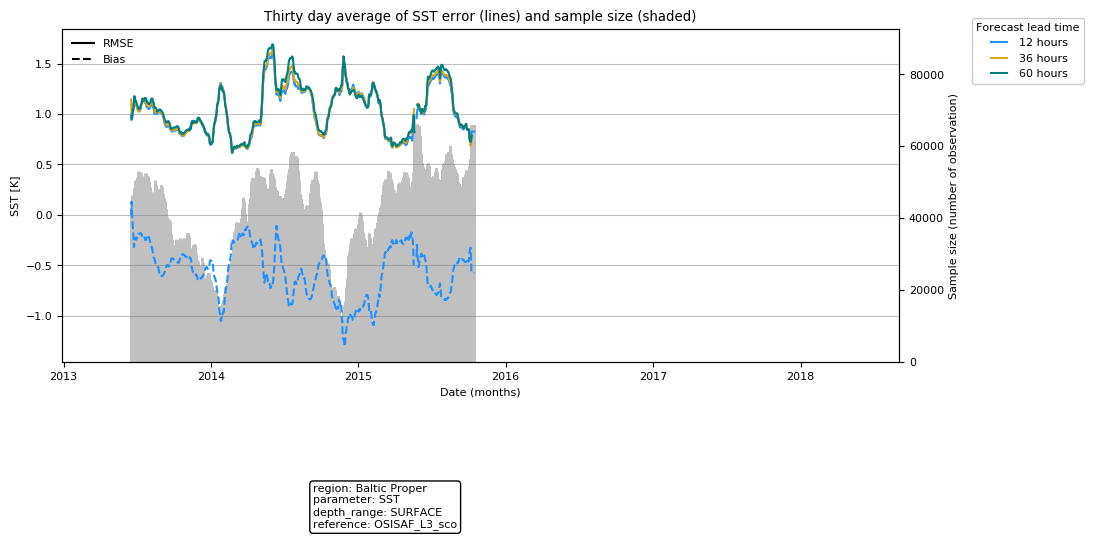 Thirty day average of SST error (lines) and sample size (shaded)
Forecast lead time
12 hours
36 hours
60 hours
RMSE
Bias
SST [K]
1.5
1.0
0.5
0.0
−0.5
−1.0
80000
60000
40000
20000
0
Sample size (number of observation)
2013
2014
2015
2016
2017
2018
Date (months)
region: Baltic Proper
parameter: SST
depth_range: SURFACE
reference: OSISAF_L3_sco